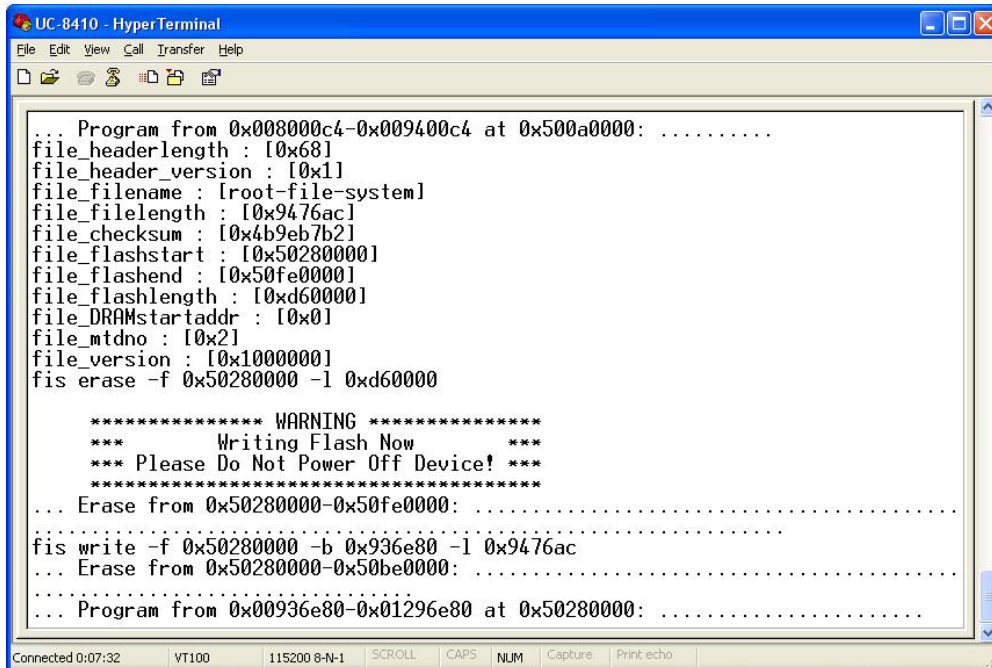 UC-8410 - HyperTerminal
File Edit View Call Transfer Help
... Program from 0x008000c4-0x009400c4 at 0x500a0000: ..........
file_headerlength : [0x68]
file_header_version : [0x1]
file_filename : [root-file-system]
file_filelength : [0x9476ac]
file_checksum : [0x4b9eb7b2]
file_flashstart : [0x50280000]
file_flashend : [0x50fe0000]
file_flashlength : [0xd60000]
file_DRAMstartaddr : [0x0]
file_mtdno : [0x2]
file_version : [0x1000000]
fis erase -f 0x50280000 -l 0xd60000
*************** WARNING ***************
*** Writing Flash Now ***
*** Please Do Not Power Off Device! ***
***************************************
... Erase from 0x50280000-0x50fe0000: .........................................
.................................................................
fis write -f 0x50280000 -b 0x936e80 -l 0x9476ac
... Erase from 0x50280000-0x50be0000: .........................................
.................................
... Program from 0x00936e80-0x01296e80 at 0x50280000: .......................
Connected 0:07:32 VT100 115200 8-N-1 SCROLL CAPS NUM Capture Print echo